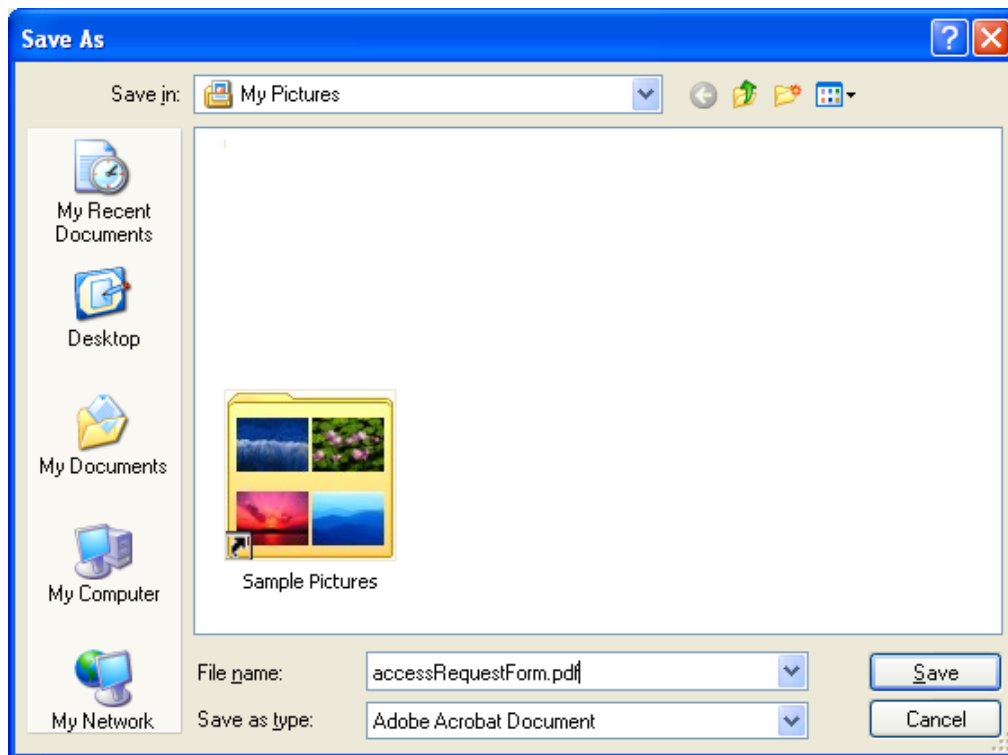 Save As
Save in:
My Pictures
My Recent
Documents
Desktop
My Documents
My Computer
My Network
Sample Pictures
File name:
accessRequestForm.pdf
Save
Save as type:
Adobe Acrobat Document
Cancel